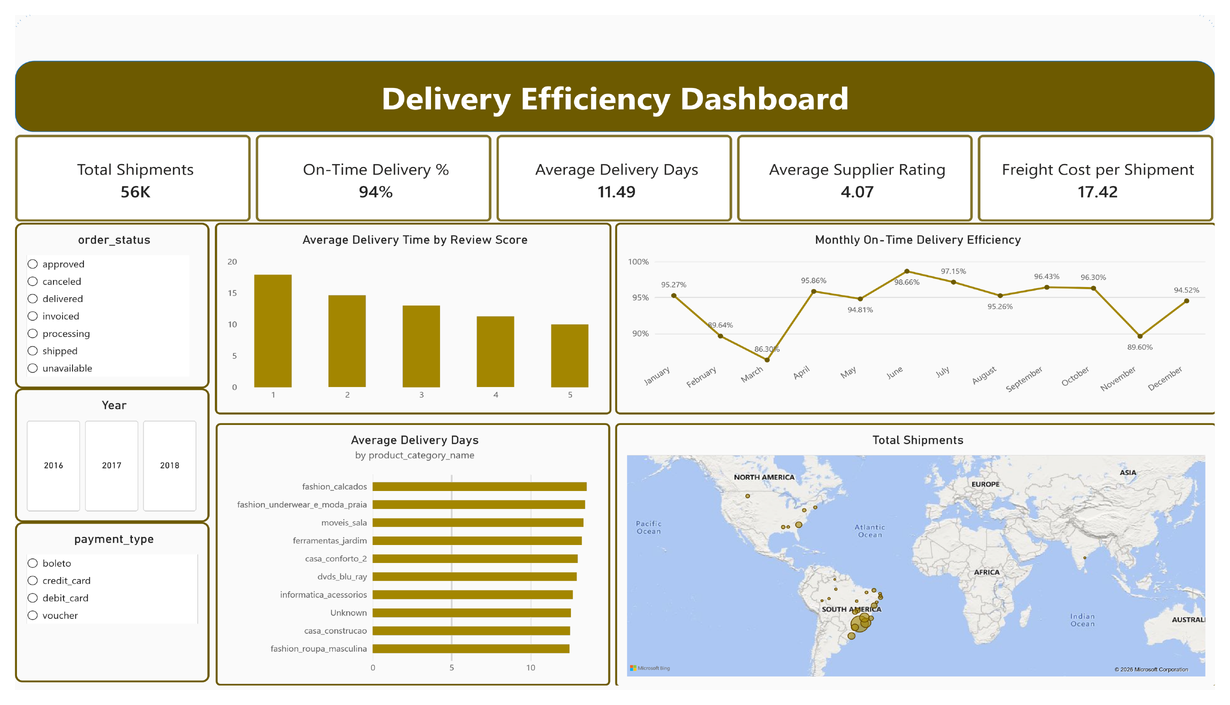 Delivery Efficiency Dashboard
Total Shipments
56K
On-Time Delivery %
94%
Average Delivery Days
11.49
Average Supplier Rating
4.07
Freight Cost per Shipment
17.42
order_status
approved
canceled
delivered
invoiced
processing
shipped
unavailable
Year
2016
2017
2018
payment_type
boleto
credit_card
debit_card
voucher
Average Delivery Time by Review Score
20
15
10
5
0
1
2
3
4
5
Monthly On-Time Delivery Efficiency
100%
95%
90%
95.27%
89.64%
86.30%
95.86%
94.81%
98.66%
97.15%
95.26%
96.43%
96.30%
89.60%
94.52%
January
February
March
April
May
June
July
August
September
October
November
December
Average Delivery Days
by product_category_name
fashion_calcados
fashion_underwear_e_moda_praia
moveis_sala
ferramentas_jardim
casa_conforto_2
dvds_blu_ray
informatica_acessorios
Unknown
casa_construcao
fashion_roupa_masculina
0
5
10
Total Shipments
NORTH AMERICA
EUROPE
ASIA
Pacific
Ocean
Atlantic
Ocean
AFRICA
SOUTH AMERICA
Indian
Ocean
AUSTRAL
Microsoft Bing
© 2026 Microsoft Corporation